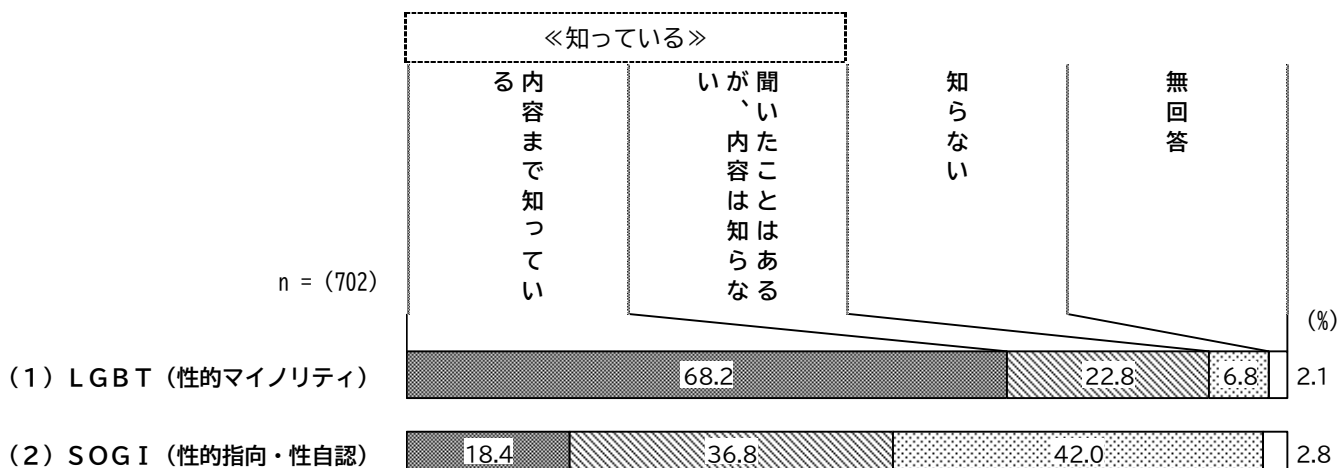 ≪知っている≫
内容まで知ってい
る
聞いたことはある
が、内容は知らな
い
知らない
無回答
n = (702)
(%)
(1) LGBT (性的マイノリティ) 68.2 22.8 6.8 2.1
(2) SOGI (性的指向・性自認) 18.4 36.8 42.0 2.8